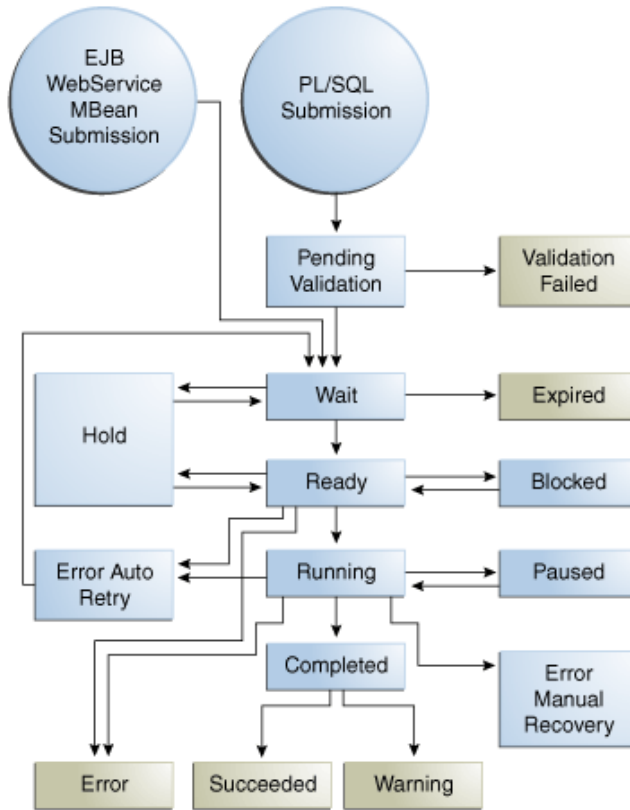 EJB
WebService
MBean
Submission
PL/SQL
Submission
Pending
Validation
Validation
Failed
Wait
Expired
Hold
Ready
Blocked
Error Auto
Retry
Running
Paused
Completed
Error
Manual
Recovery
Error
Succeeded
Warning